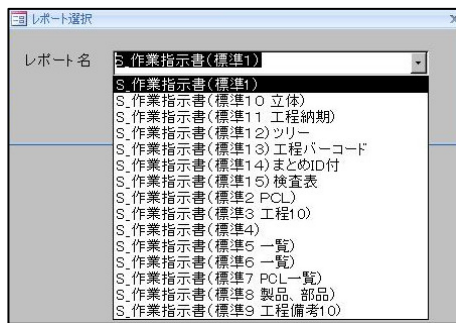 レポート選択
レポート名 S_作業指示書(標準1)
S_作業指示書(標準1)
S_作業指示書(標準10 立体)
S_作業指示書(標準11 工程納期)
S_作業指示書(標準12)ツリー
S_作業指示書(標準13)工程バーコード
S_作業指示書(標準14)まとめID付
S_作業指示書(標準15)検査表
S_作業指示書(標準2 PCL)
S_作業指示書(標準3 工程10)
S_作業指示書(標準4)
S_作業指示書(標準5 一覧)
S_作業指示書(標準6 一覧)
S_作業指示書(標準7 PCL一覧)
S_作業指示書(標準8 製品、部品)
S_作業指示書(標準9 工程備考10)